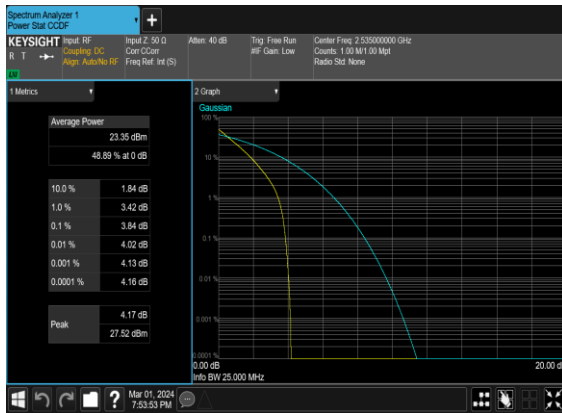 Spectrum Analyzer 1
Power Stat CCDF
KEYSIGHT
R T
LXI
Input: RF
Coupling: DC
Align: Auto/No RF
Input Z: 50 Ω
Corr CCorr
Freq Ref: Int (S)
Atten: 40 dB
Trig: Free Run
#IF Gain: Low
Center Freq: 2.535000000 GHz
Counts: 1.00 M/1.00 Mpt
Radio Std: None
1 Metrics
Average Power
23.35 dBm
48.89 % at 0 dB
10.0 % 1.84 dB
1.0 % 3.42 dB
0.1 % 3.84 dB
0.01 % 4.02 dB
0.001 % 4.13 dB
0.0001 % 4.16 dB
Peak 4.17 dB
27.52 dBm
2 Graph
Gaussian
100 %
10 %
1 %
0.1 %
0.01 %
0.001 %
0.0001 %
0.00 dB 20.00 dB
Info BW 25.000 MHz
? Mar 01, 2024
7:53:53 PM